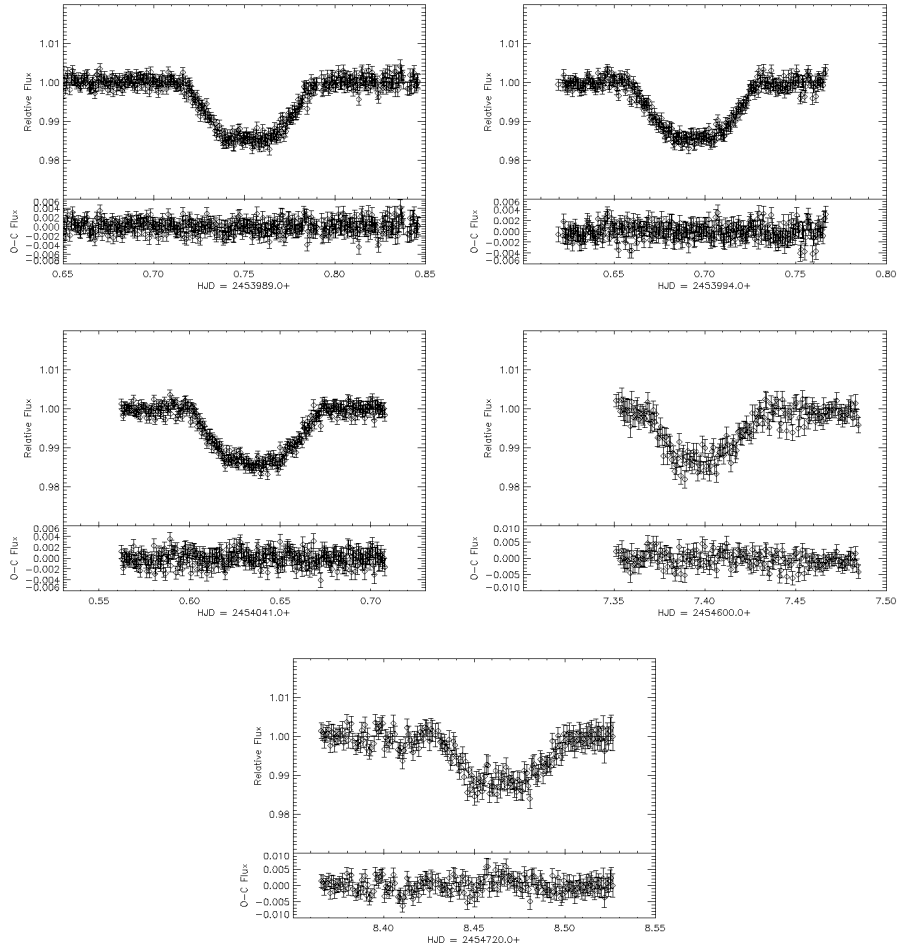 1.01
1.00
0.99
0.98
Relative Flux
0.006
0.004
0.002
0.000
−0.002
−0.004
−0.006
−0.008
O−C Flux
0.65 0.70 0.75 0.80 0.85
HJD = 2453989.0+
1.01
1.00
0.99
0.98
Relative Flux
0.006
0.004
0.002
0.000
−0.002
−0.004
−0.006
O−C Flux
0.65 0.70 0.75 0.80
HJD = 2453994.0+
1.01
1.00
0.99
0.98
Relative Flux
0.006
0.004
0.002
0.000
−0.002
−0.004
−0.006
O−C Flux
0.55 0.60 0.65 0.70
HJD = 2454041.0+
1.01
1.00
0.99
0.98
Relative Flux
0.010
0.005
0.000
−0.005
−0.010
O−C Flux
7.35 7.40 7.45 7.50
HJD = 2454600.0+
1.01
1.00
0.99
0.98
Relative Flux
0.010
0.005
0.000
−0.005
−0.010
O−C Flux
8.40 8.45 8.50 8.55
HJD = 2454720.0+